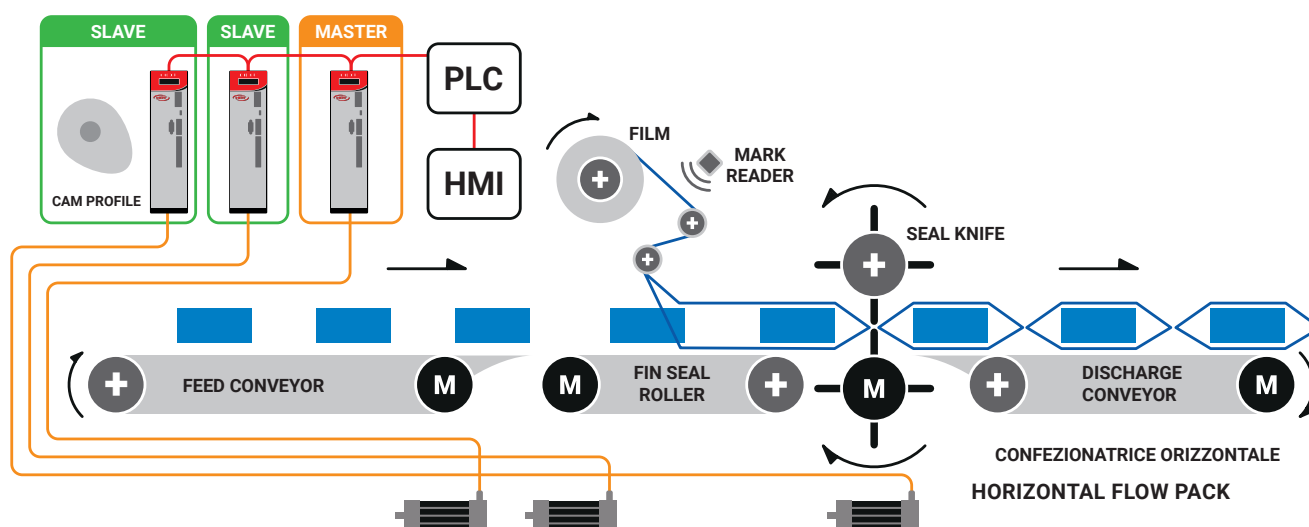 SLAVE
SLAVE
MASTER
PLC
HMI
CAM PROFILE
FILM
MARK
READER
SEAL KNIFE
FEED CONVEYOR
M
M
FIN SEAL
ROLLER
M
DISCHARGE
CONVEYOR
M
CONFEZIONATRICE ORIZZONTALE
HORIZONTAL FLOW PACK